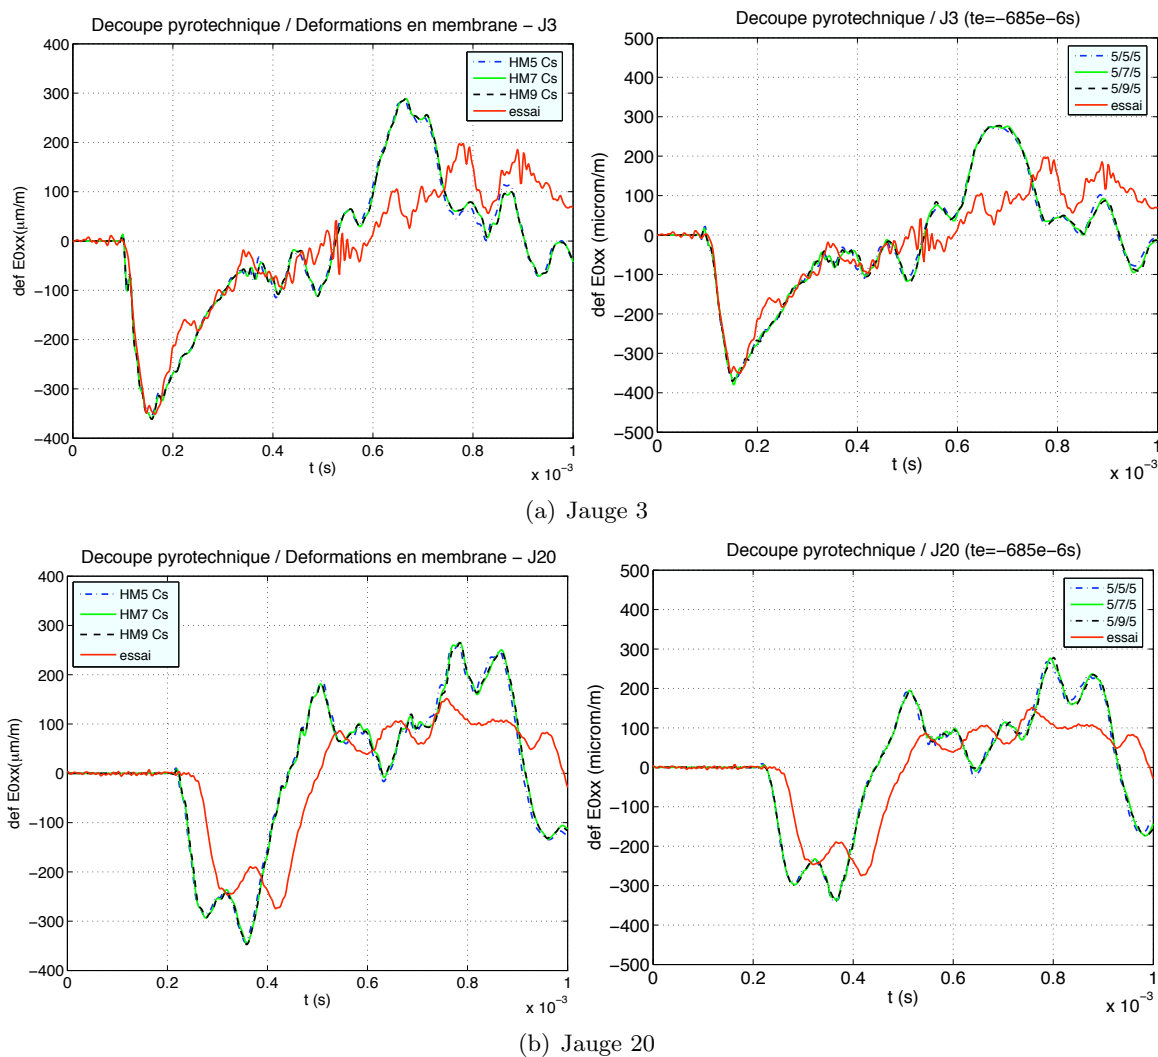 Decoupe pyrotechnique / Deformations en membrane – J3
def E0xx(μm/m)
400
300
200
100
0
−100
−200
−300
−400
HM5 Cs
HM7 Cs
HM9 Cs
essai
0
0.2
0.4
0.6
0.8
1
t (s)
x 10⁻³
Decoupe pyrotechnique / J3 (te=−685e−6s)
def E0xx (microm/m)
500
400
300
200
100
0
−100
−200
−300
−400
−500
5/5/5
5/7/5
5/9/5
essai
0
0.2
0.4
0.6
0.8
1
t (s)
x 10⁻³
(a) Jauge 3
Decoupe pyrotechnique / Deformations en membrane – J20
def E0xx(μm/m)
400
300
200
100
0
−100
−200
−300
−400
HM5 Cs
HM7 Cs
HM9 Cs
essai
0
0.2
0.4
0.6
0.8
1
t (s)
x 10⁻³
Decoupe pyrotechnique / J20 (te=−685e−6s)
def E0xx (microm/m)
500
400
300
200
100
0
−100
−200
−300
−400
−500
5/5/5
5/7/5
5/9/5
essai
0
0.2
0.4
0.6
0.8
1
t (s)
x 10⁻³
(b) Jauge 20